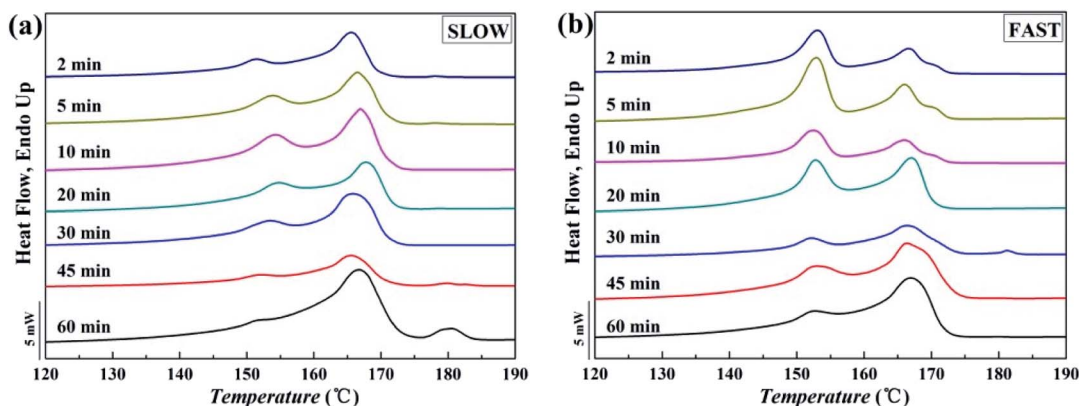 (a)
SLOW
2 min
5 min
10 min
20 min
30 min
45 min
60 min
Heat Flow, Endo Up
5 mW
120 130 140 150 160 170 180 190
Temperature (℃)
(b)
FAST
2 min
5 min
10 min
20 min
30 min
45 min
60 min
Heat Flow, Endo Up
5 mW
120 130 140 150 160 170 180 190
Temperature (℃)